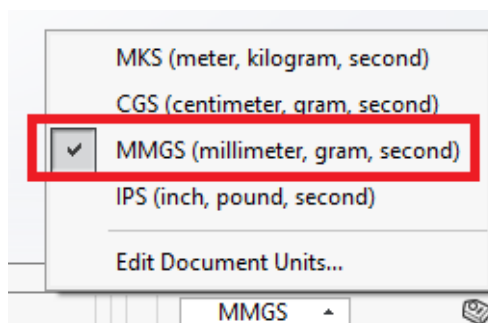 MKS (meter, kilogram, second)
CGS (centimeter, gram, second)
MMGS (millimeter, gram, second)
IPS (inch, pound, second)
Edit Document Units...
MMGS